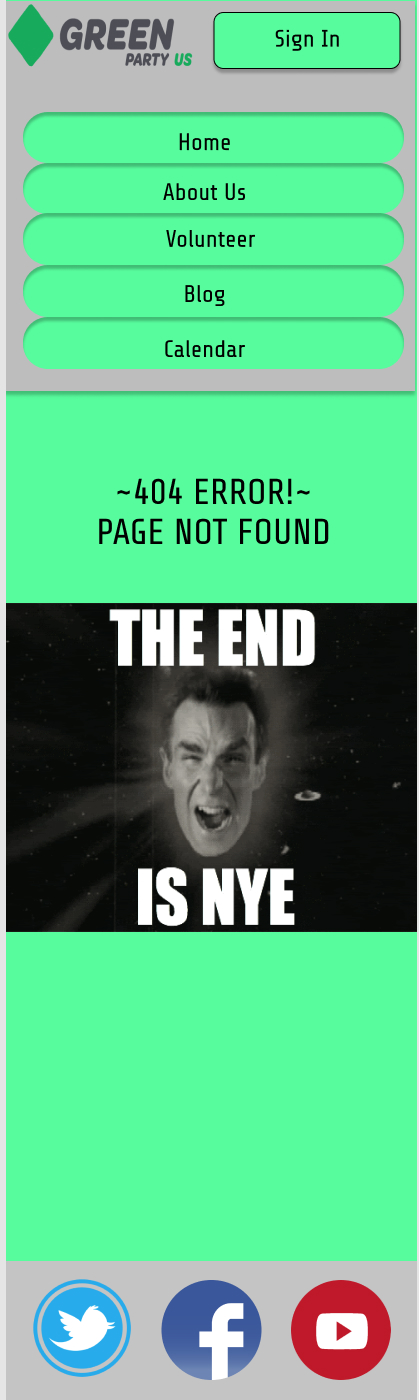 GREEN
PARTY US
Sign In
Home
About Us
Volunteer
Blog
Calendar
~404 ERROR!~
PAGE NOT FOUND
THE END
IS NYE
f